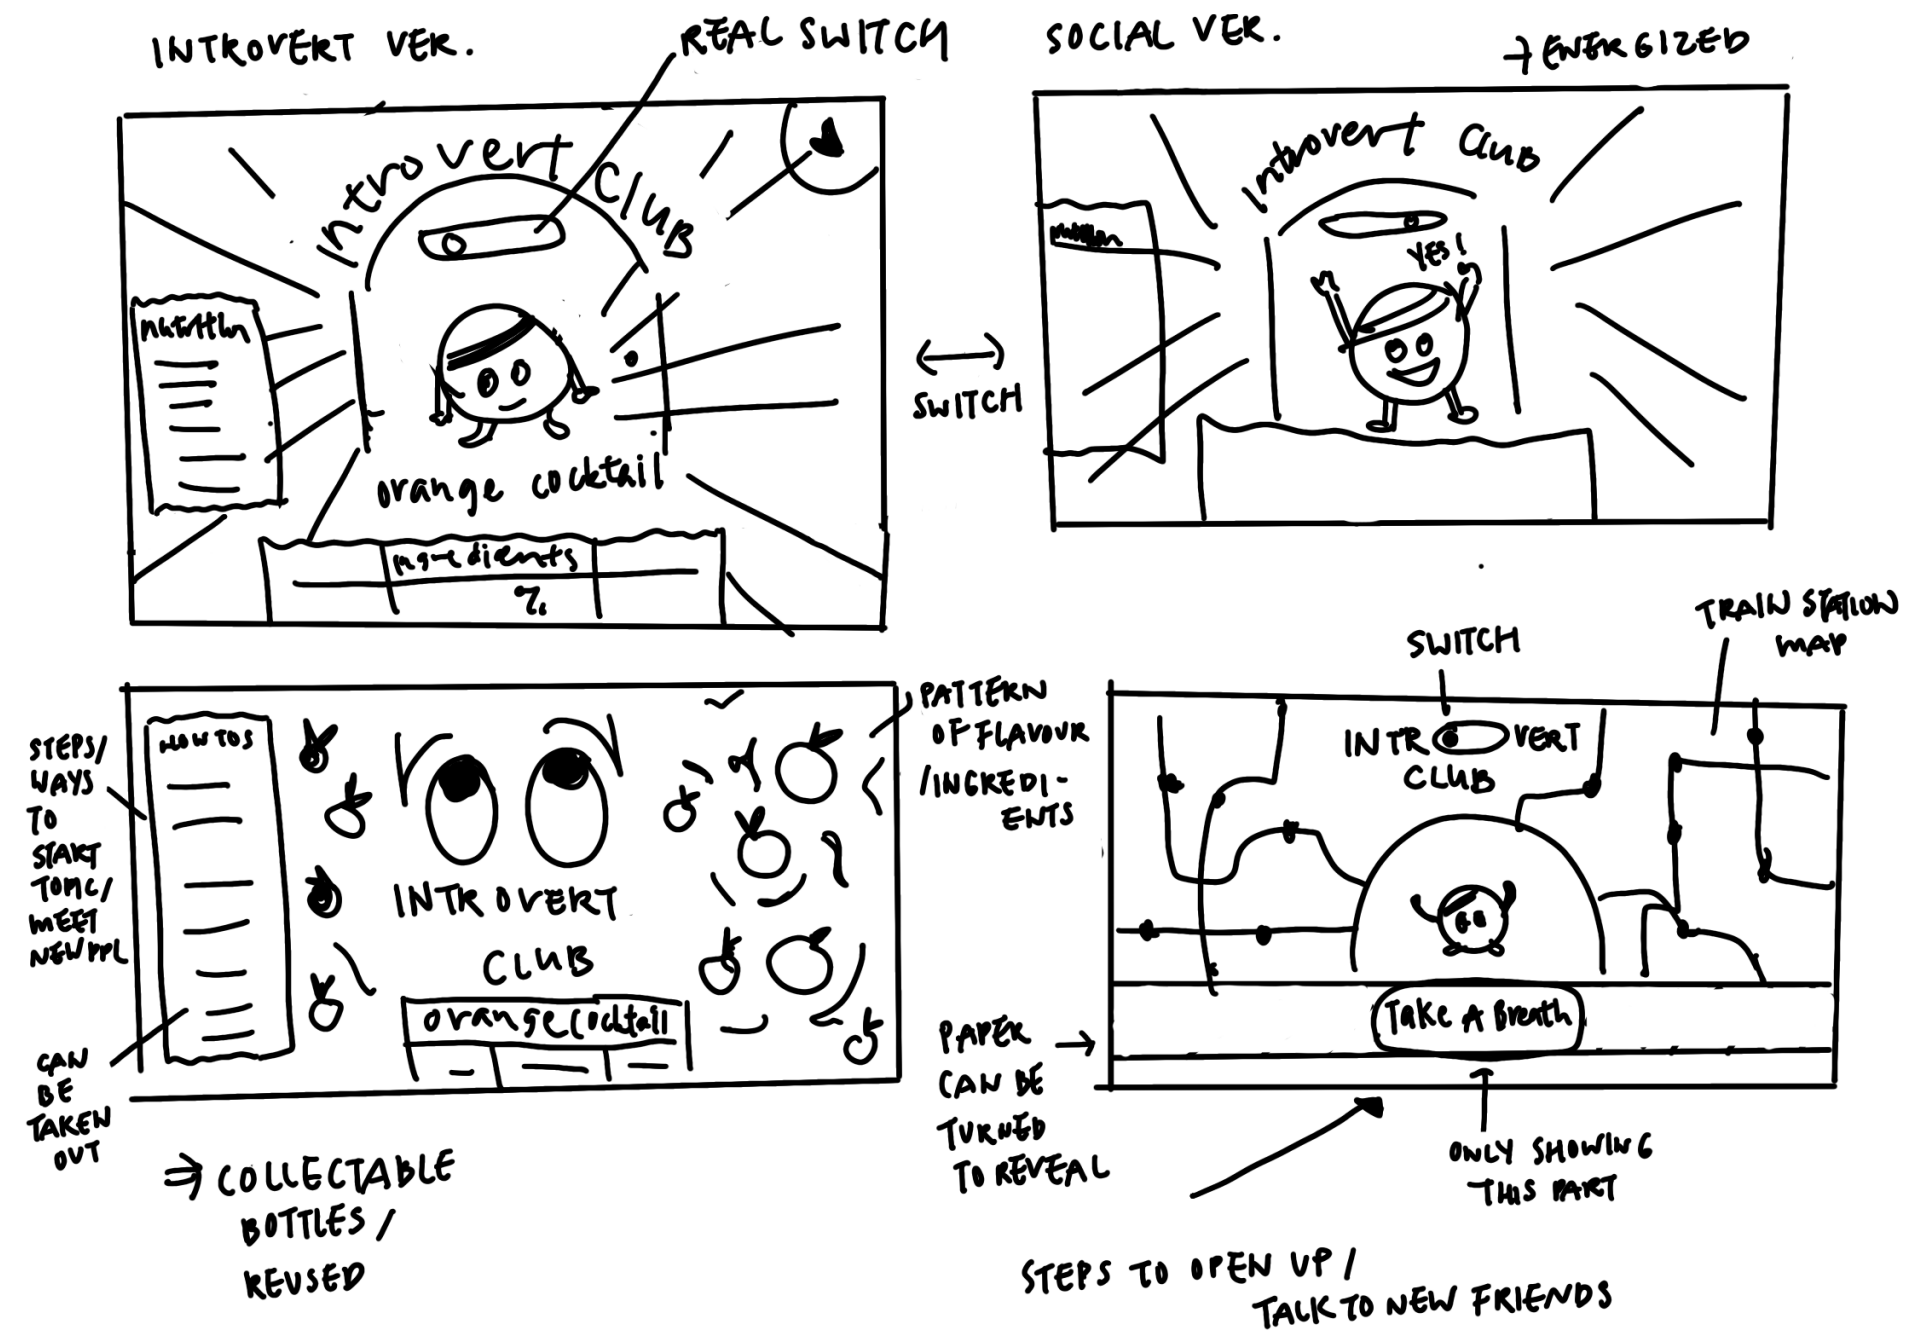 INTROVERT VER.
REAL SWITCH
SOCIAL VER.
→ ENERGIZED
Introvert CluB
nutrition
orange cocktail
ingredients
%
SWITCH
Introvert CluB
YES!
STEPS/
WAYS
TO
START
TOPIC/
MEET
NEW PPL
CAN
BE
TAKEN
OUT
HOW TOS
INTROVERT
CLUB
orange cocktail
PATTERN
OF FLAVOUR
/INGREDI-
ENTS
⇒ COLLECTABLE
BOTTLES/
REUSED
SWITCH
TRAIN STATION
MAP
INTR VERT
CLUB
Take A Breath
PAPER →
CAN BE
TURNED
TO REVEAL
ONLY SHOWING
THIS PART
STEPS TO OPEN UP/
TALK TO NEW FRIENDS